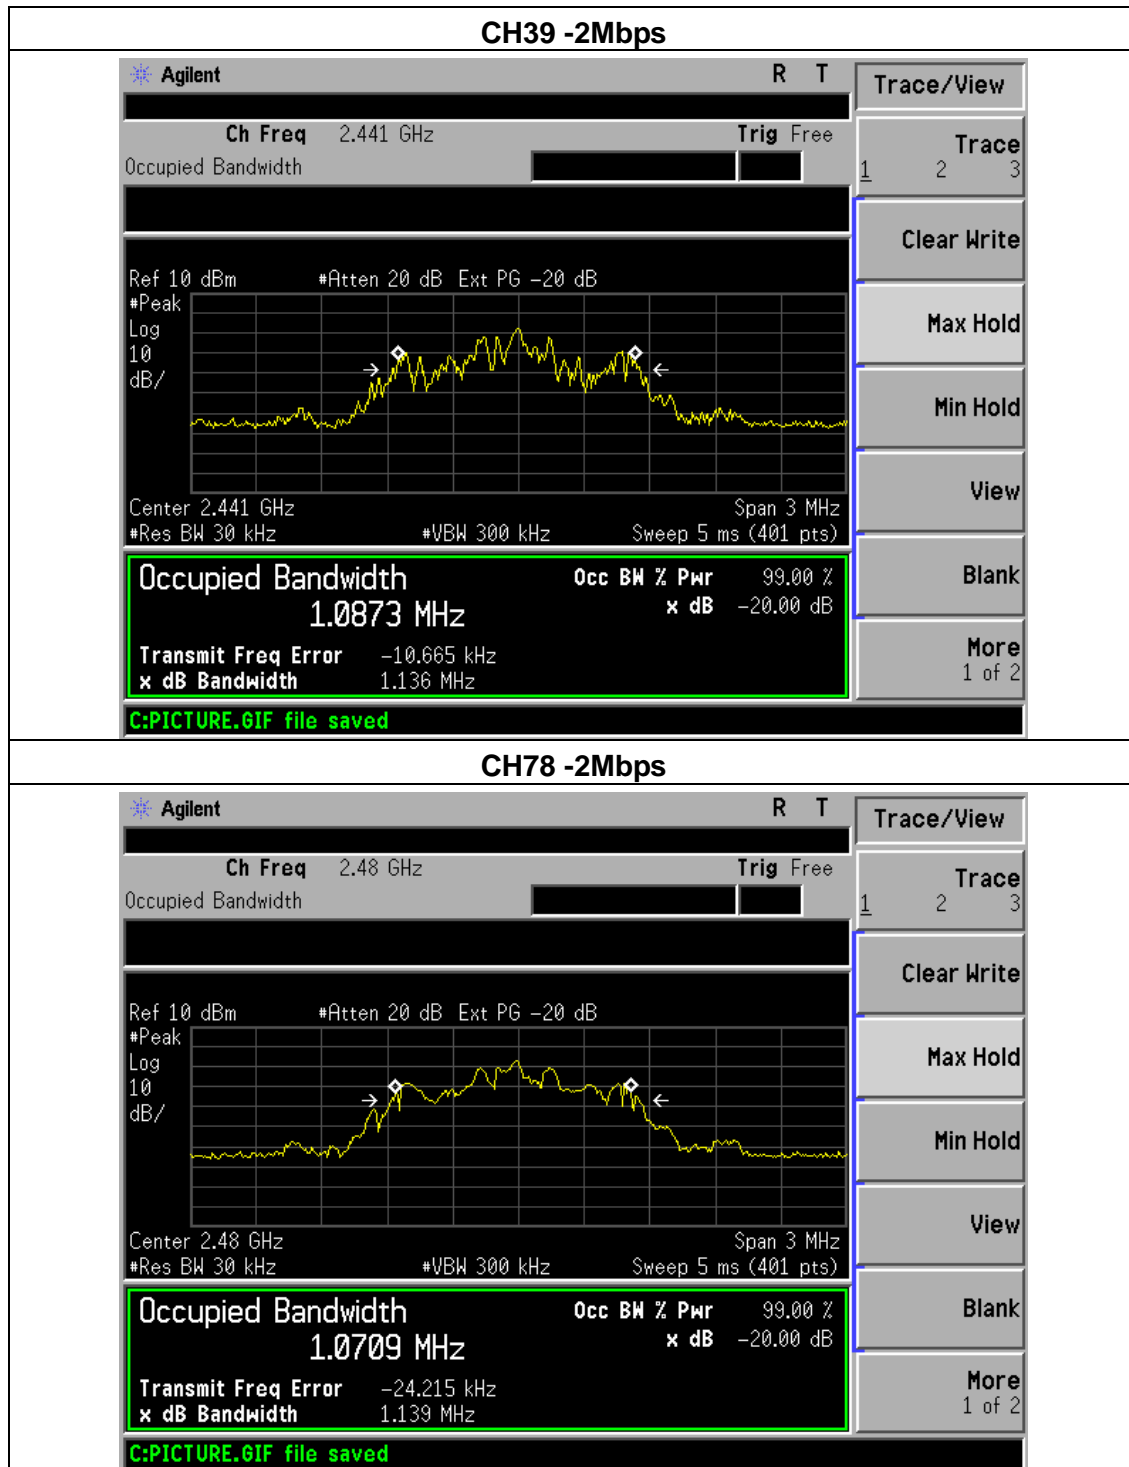 CH39 -2Mbps
Agilent R T
Trace/View
Ch Freq 2.441 GHz Trig Free
Occupied Bandwidth
Trace
1 2 3
Clear Write
Ref 10 dBm #Atten 20 dB Ext PG -20 dB
#Peak
Log
10
dB/
Max Hold
Min Hold
View
Center 2.441 GHz Span 3 MHz
#Res BW 30 kHz #VBW 300 kHz Sweep 5 ms (401 pts)
Occupied Bandwidth Occ BW % Pwr 99.00 %
1.0873 MHz x dB -20.00 dB
Blank
Transmit Freq Error -10.665 kHz
x dB Bandwidth 1.136 MHz
More
1 of 2
C:PICTURE.GIF file saved
CH78 -2Mbps
Agilent R T
Trace/View
Ch Freq 2.48 GHz Trig Free
Occupied Bandwidth
Trace
1 2 3
Clear Write
Ref 10 dBm #Atten 20 dB Ext PG -20 dB
#Peak
Log
10
dB/
Max Hold
Min Hold
View
Center 2.48 GHz Span 3 MHz
#Res BW 30 kHz #VBW 300 kHz Sweep 5 ms (401 pts)
Occupied Bandwidth Occ BW % Pwr 99.00 %
1.0709 MHz x dB -20.00 dB
Blank
Transmit Freq Error -24.215 kHz
x dB Bandwidth 1.139 MHz
More
1 of 2
C:PICTURE.GIF file saved